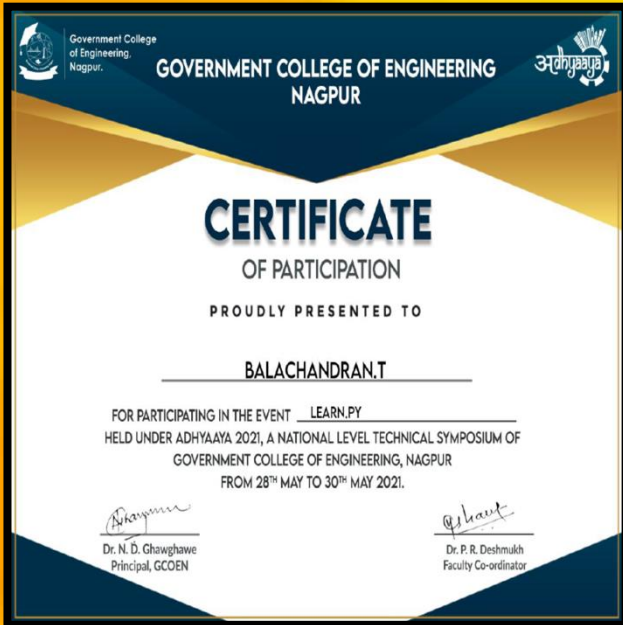 Government College
of Engineering,
Nagpur.
GOVERNMENT COLLEGE OF ENGINEERING
NAGPUR
अdhyaaya
CERTIFICATE
OF PARTICIPATION
PROUDLY PRESENTED TO
BALACHANDRAN.T
FOR PARTICIPATING IN THE EVENT LEARN.PY
HELD UNDER ADHYAAYA 2021, A NATIONAL LEVEL TECHNICAL SYMPOSIUM OF
GOVERNMENT COLLEGE OF ENGINEERING, NAGPUR
FROM 28TH MAY TO 30TH MAY 2021.
Dr. N. D. Ghawghawe
Principal, GCOEN
Dr. P. R. Deshmukh
Faculty Co-ordinator